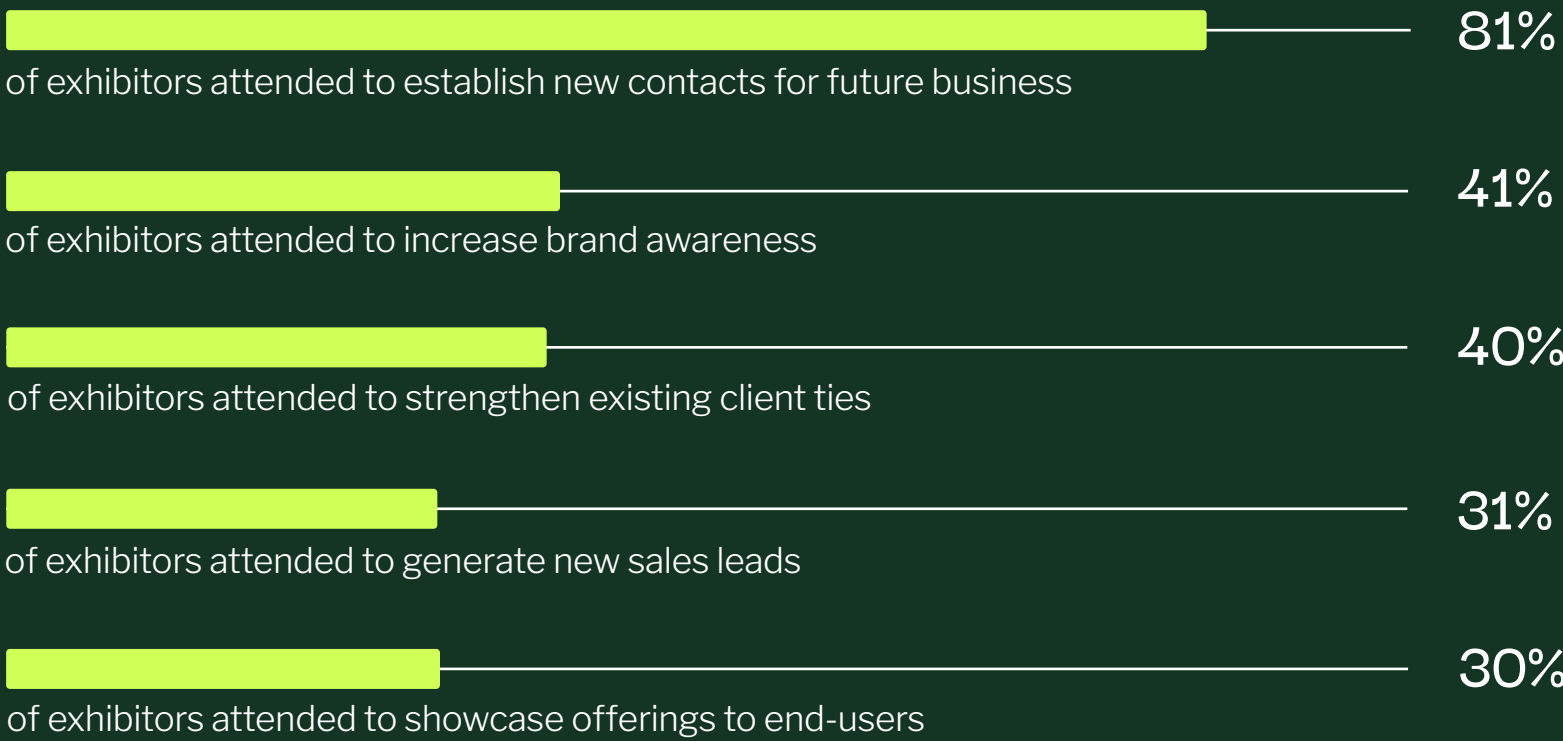 81%
of exhibitors attended to establish new contacts for future business
41%
of exhibitors attended to increase brand awareness
40%
of exhibitors attended to strengthen existing client ties
31%
of exhibitors attended to generate new sales leads
30%
of exhibitors attended to showcase offerings to end-users